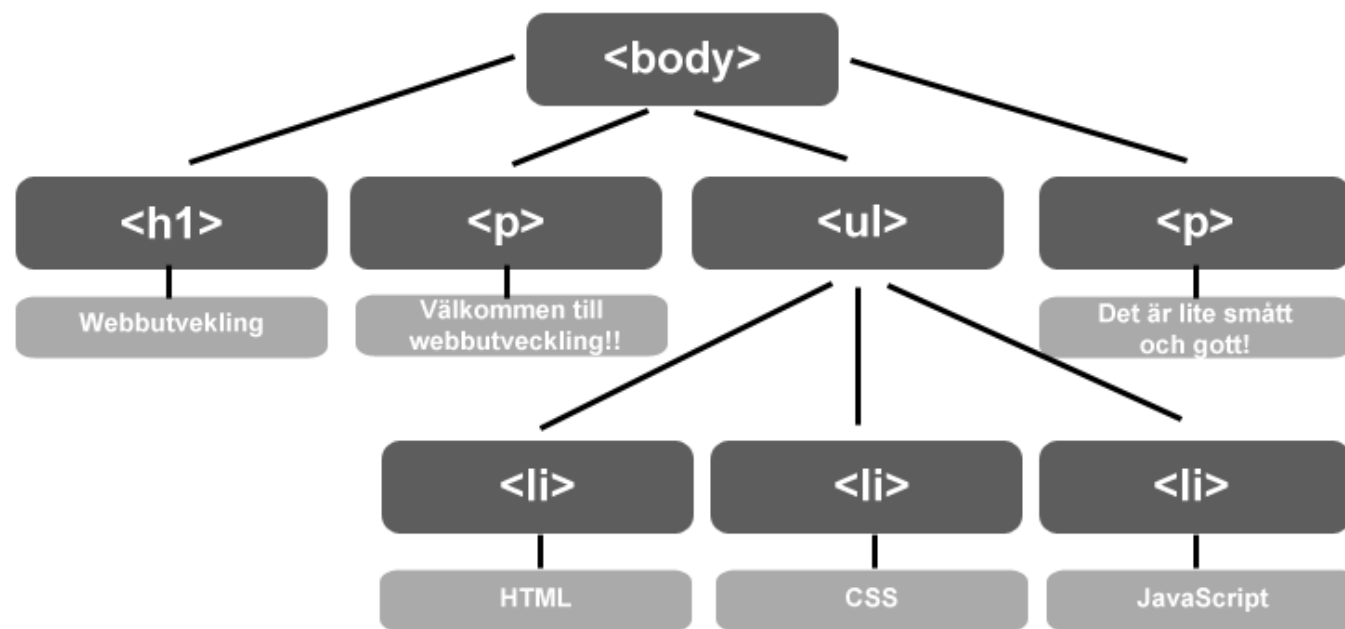 <body>
<h1>
<p>
<ul>
<p>
Webbutvekling
Välkommen till
webbutveckling!!
Det är lite smått
och gott!
<li>
<li>
<li>
HTML
CSS
JavaScript